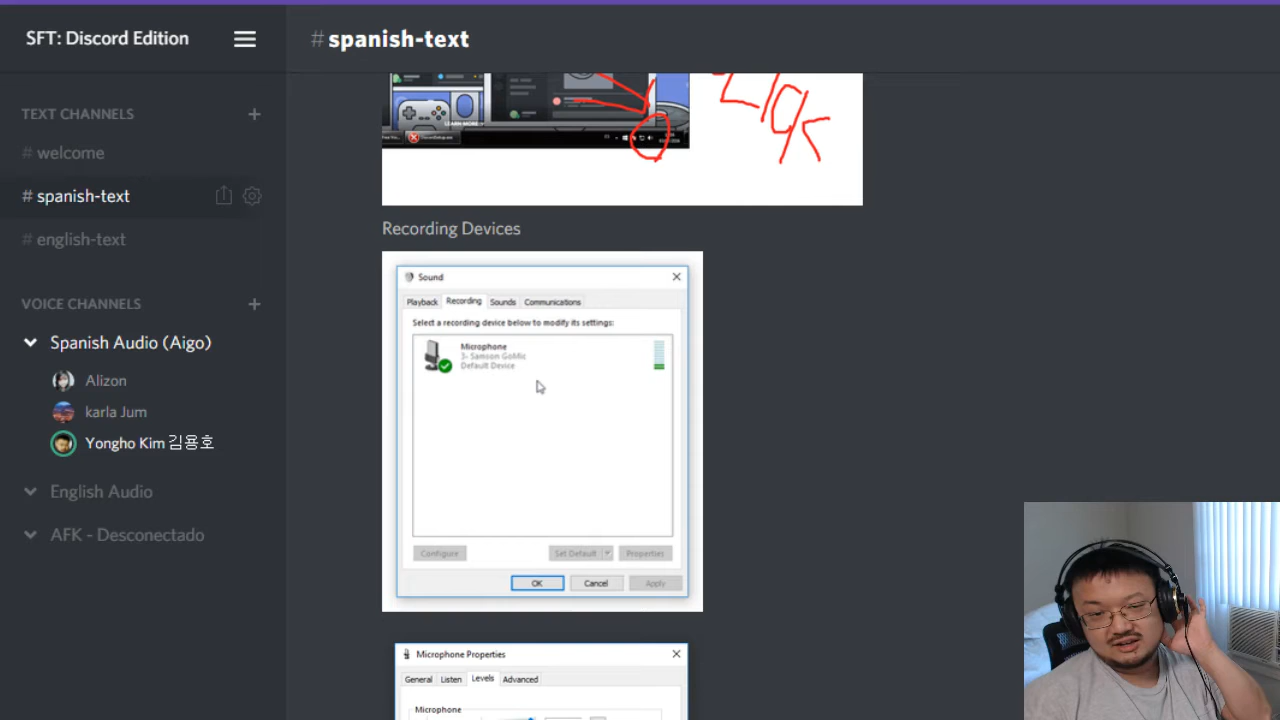 SFT: Discord Edition
#spanish-text
TEXT CHANNELS
# welcome
# spanish-text
# english-text
VOICE CHANNELS
Spanish Audio (Aigo)
Alizon
karla Jum
Yongho Kim 김용호
English Audio
AFK - Desconectado
LEARN MORE
Recording Devices
Sound
Playback Recording Sounds Communications
Select a recording device below to modify its settings:
Microphone
3- Samson GoMic
Default Device
Configure Set Default Properties
OK Cancel Apply
Microphone Properties
General Listen Levels Advanced
Microphone